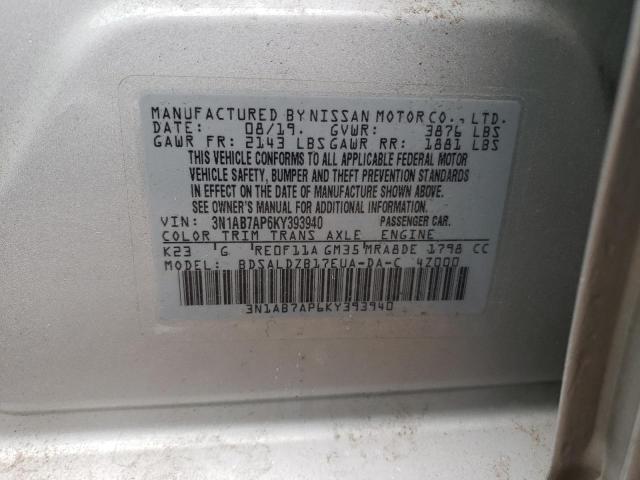 MANUFACTURED BY NISSAN MOTOR CO., LTD.
DATE: 08/19. GVWR: 3876 LBS
GAWR FR: 2143 LBS GAWR RR: 1881 LBS
THIS VEHICLE CONFORMS TO ALL APPLICABLE FEDERAL MOTOR
VEHICLE SAFETY, BUMPER AND THEFT PREVENTION STANDARDS
IN EFFECT ON THE DATE OF MANUFACTURE SHOWN ABOVE.
SEE OWNER'S MANUAL FOR ADDITIONAL INFORMATION
VIN: 3N1AB7AP6KY393940 PASSENGER CAR.
COLOR TRIM TRANS AXLE ENGINE
K23 G RE0F11A GM35 MRA8DE 1798 CC
MODEL: BDSALDZB17EUA-DA-C 4Z000
3N1AB7AP6KY393940